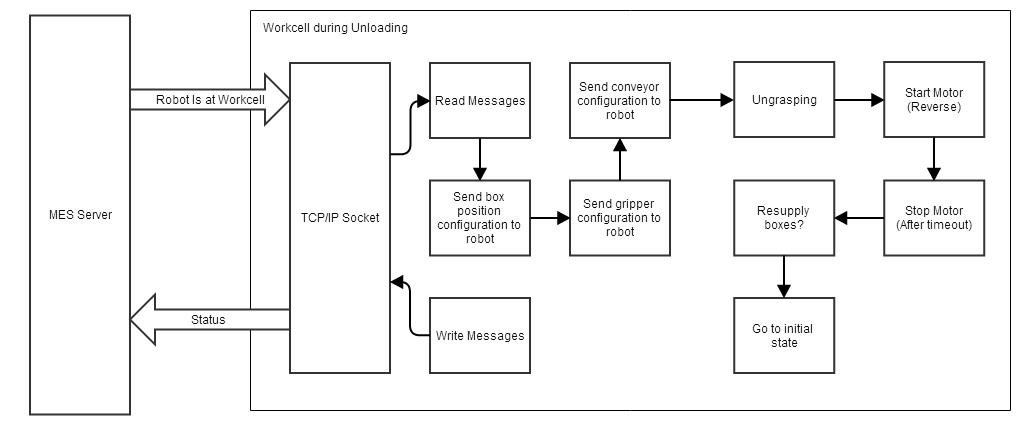 Workcell during Unloading
MES Server
Robot Is at Workcell
Status
TCP/IP Socket
Read Messages
Send box
position
configuration to
robot
Send gripper
configuration to
robot
Send conveyor
configuration to
robot
Ungrasping
Start Motor
(Reverse)
Stop Motor
(After timeout)
Resupply
boxes?
Go to initial
state
Write Messages